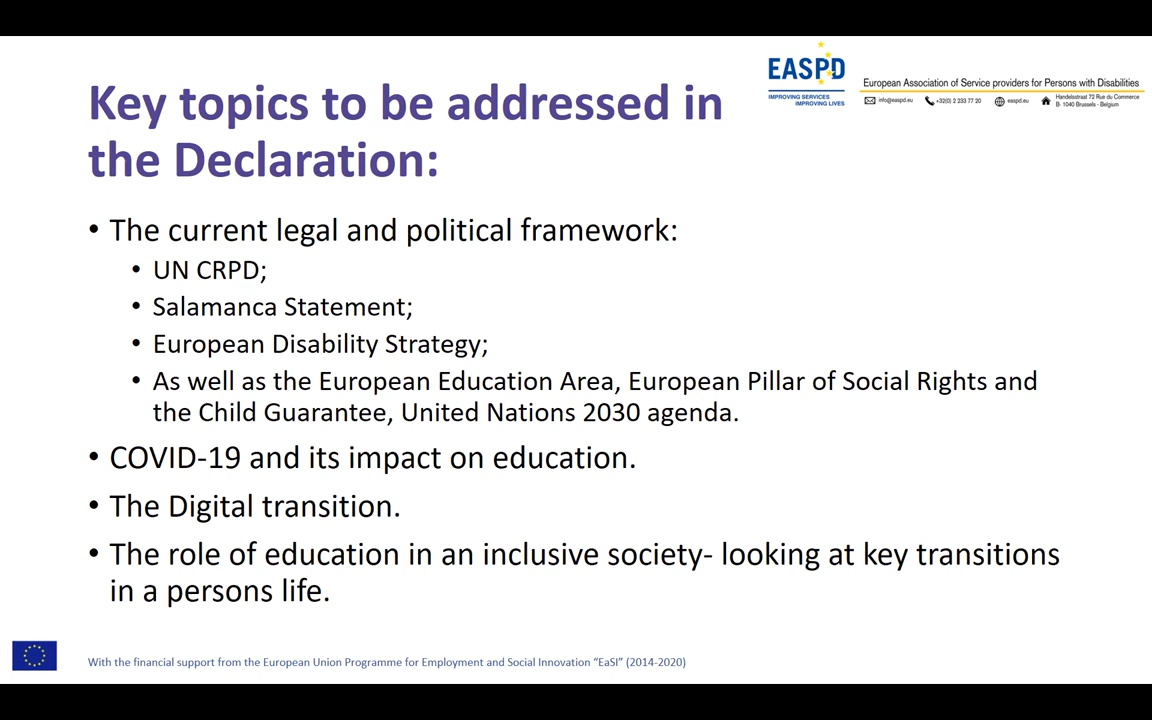 EASPD
IMPROVING SERVICES
IMPROVING LIVES
European Association of Service providers for Persons with Disabilities
info@easpd.eu +32(0) 2 233 77 20 easpd.eu Handelsstraat 72 Rue du Commerce
B- 1040 Brussels - Belgium
Key topics to be addressed in
the Declaration:
• The current legal and political framework:
• UN CRPD;
• Salamanca Statement;
• European Disability Strategy;
• As well as the European Education Area, European Pillar of Social Rights and
the Child Guarantee, United Nations 2030 agenda.
• COVID-19 and its impact on education.
• The Digital transition.
• The role of education in an inclusive society- looking at key transitions
in a persons life.
With the financial support from the European Union Programme for Employment and Social Innovation “EaSI” (2014-2020)